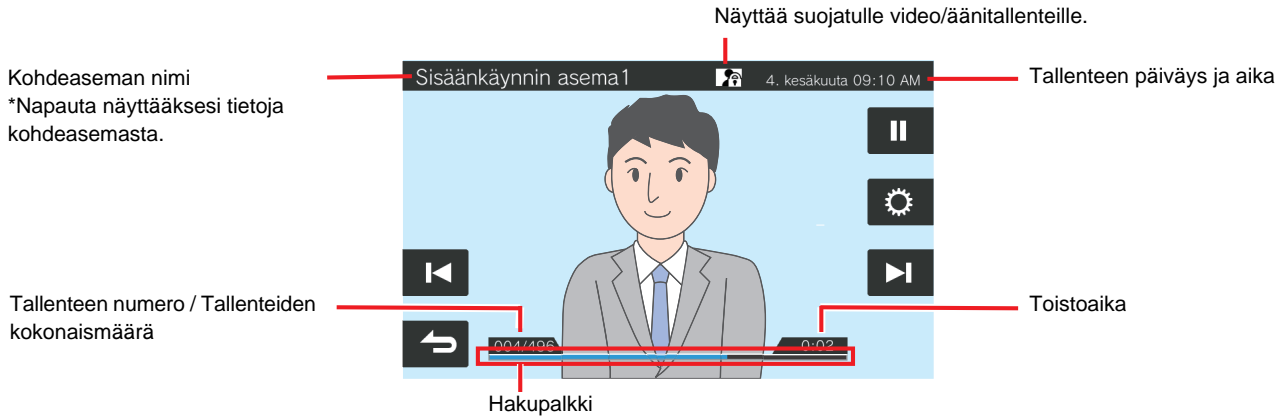 Näyttää suojatulle video/äänitallenteille.
Kohdeaseman nimi
*Napauta näyttääksesi tietoja
kohdeasemasta.
Sisäänkäynnin asema1
4. kesäkuuta 09:10 AM
Tallenteen päiväys ja aika
Tallenteen numero / Tallenteiden
kokonaismäärä
004/496
0:02
Toistoaika
Hakupalkki